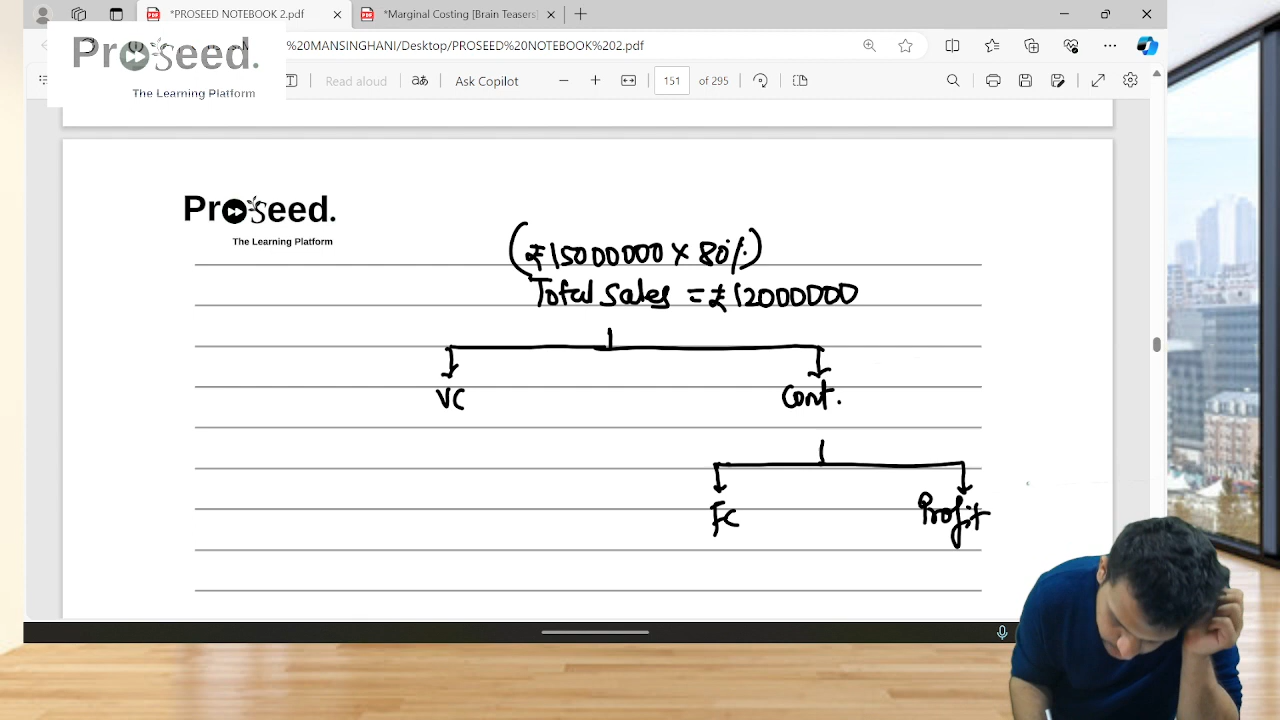 *PROSEED NOTEBOOK 2.pdf
*Marginal Costing [Brain Teasers]
%20MANSINGHANI/Desktop/PROSEED%20NOTEBOOK%202.pdf
Proseed.
The Learning Platform
Read aloud
aあ
Ask Copilot
151 of 295
Proseed.
The Learning Platform
(₹15000000 x 80%)
Total Sales = ₹12000000
VC
Cont.
FC
Profit